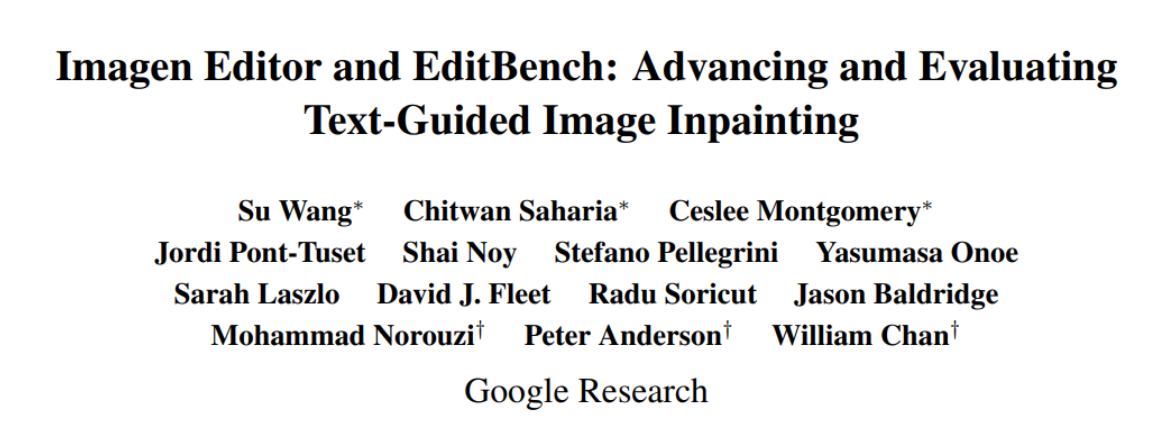 Imagen Editor and EditBench: Advancing and Evaluating
Text-Guided Image Inpainting
Su Wang* Chitwan Saharia* Ceslee Montgomery*
Jordi Pont-Tuset Shai Noy Stefano Pellegrini Yasumasa Onoe
Sarah Laszlo David J. Fleet Radu Soricut Jason Baldridge
Mohammad Norouzi† Peter Anderson† William Chan†
Google Research